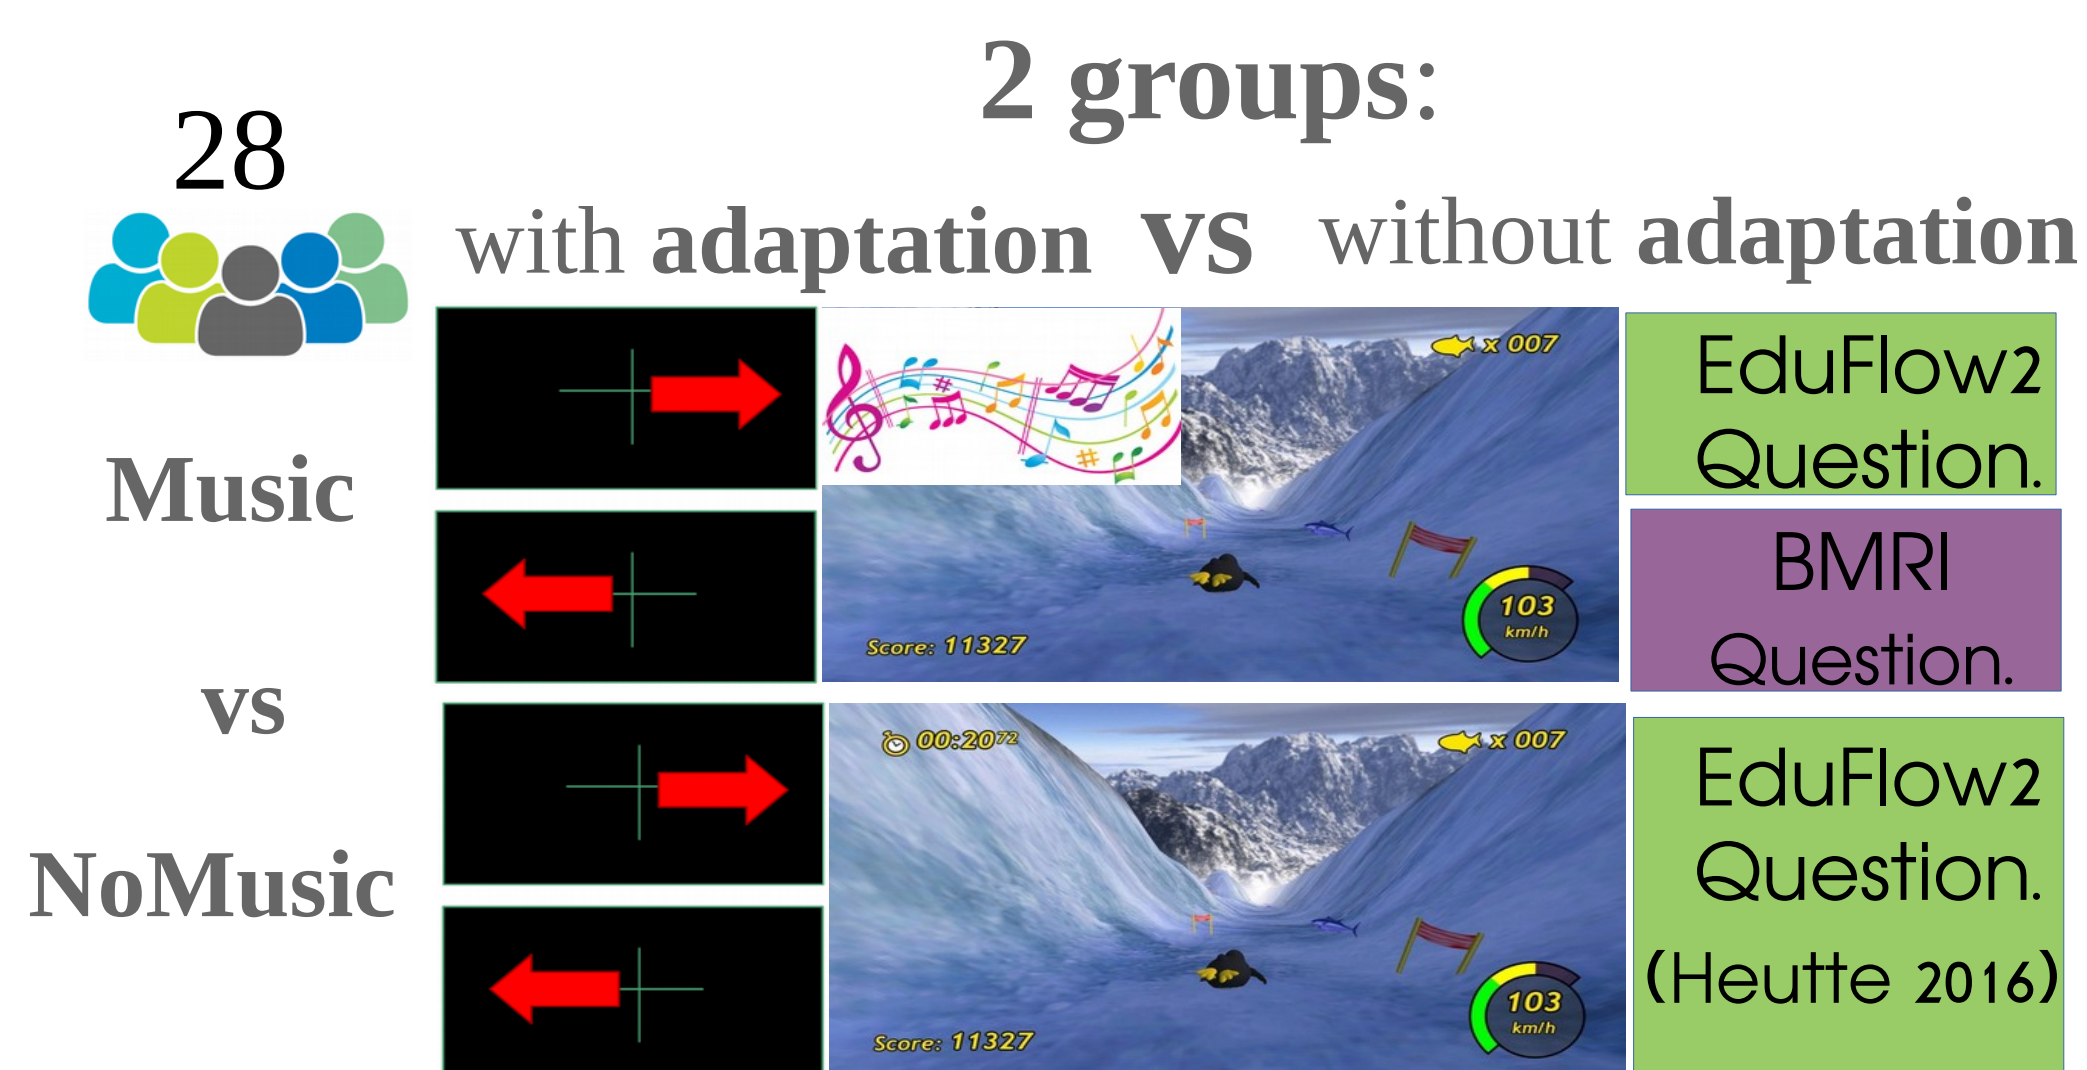 2 groups:
28
with adaptation vs without adaptation
Music
vs
NoMusic
x 007
Score: 11327
103
km/h
EduFlow2
Question.
BMRI
Question.
00:2072
x 007
Score: 11327
103
km/h
EduFlow2
Question.
(Heutte 2016)